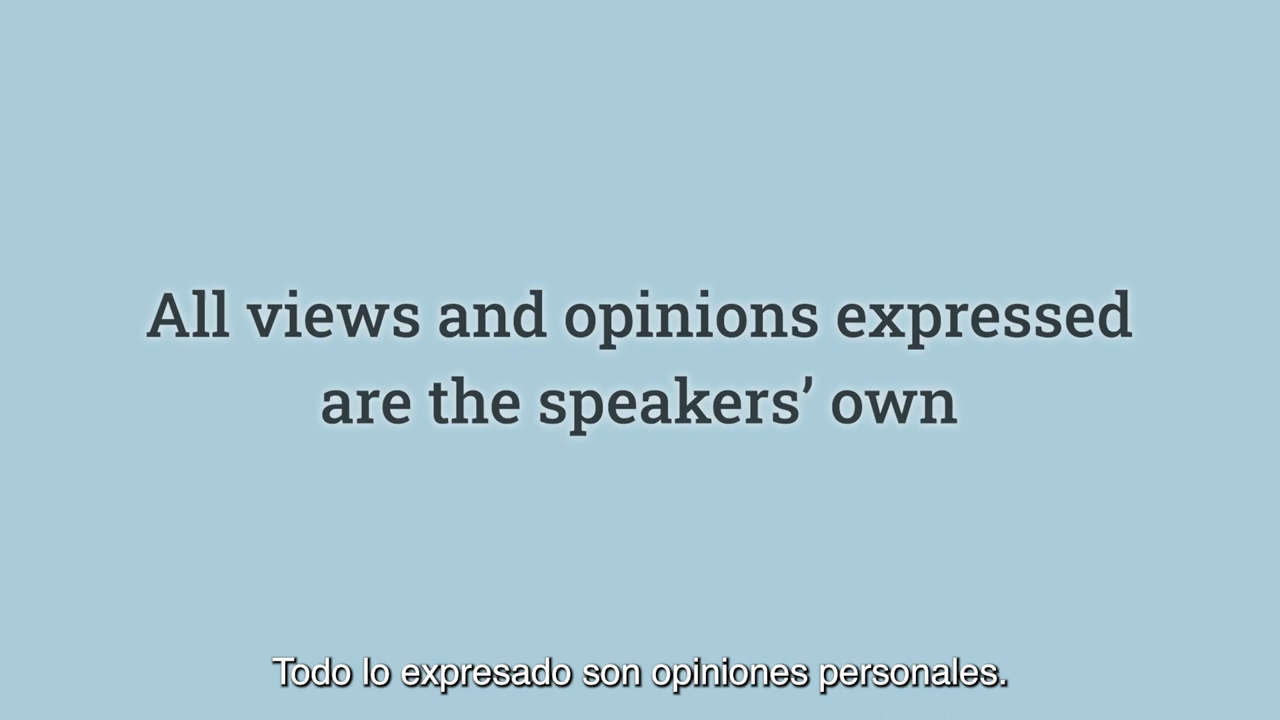 All views and opinions expressed
are the speakers’ own
Todo lo expresado son opiniones personales.